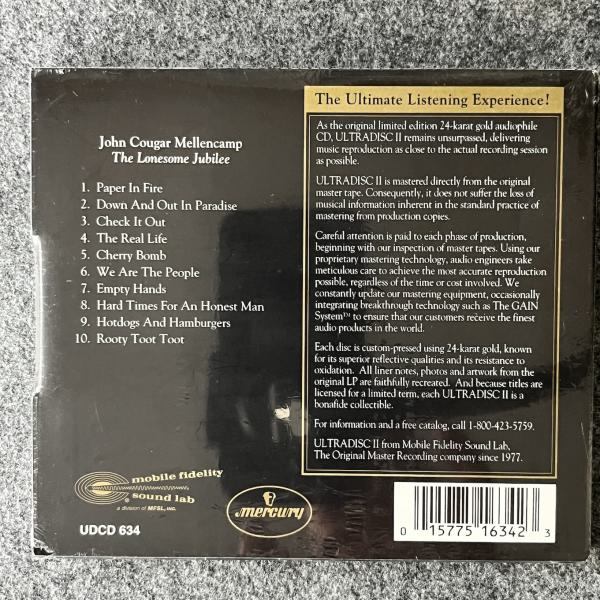 John Cougar Mellencamp
The Lonesome Jubilee
1. Paper In Fire
2. Down And Out In Paradise
3. Check It Out
4. The Real Life
5. Cherry Bomb
6. We Are The People
7. Empty Hands
8. Hard Times For An Honest Man
9. Hotdogs And Hamburgers
10. Rooty Toot Toot
mobile fidelity
sound lab
a division of MFSL, INC.
UDCD 634
mercury
The Ultimate Listening Experience!
As the original limited edition 24-karat gold audiophile
CD, ULTRADISC II remains unsurpassed, delivering
music reproduction as close to the actual recording session
as possible.
ULTRADISC II is mastered directly from the original
master tape. Consequently, it does not suffer the loss of
musical information inherent in the standard practice of
mastering from production copies.
Careful attention is paid to each phase of production,
beginning with our inspection of master tapes. Using our
proprietary mastering technology, audio engineers take
meticulous care to achieve the most accurate reproduction
possible, regardless of the time or cost involved. We
constantly update our mastering equipment, occasionally
integrating breakthrough technology such as The GAIN
System™ to ensure that our customers receive the finest
audio products in the world.
Each disc is custom-pressed using 24-karat gold, known
for its superior reflective qualities and its resistance to
oxidation. All liner notes, photos and artwork from the
original LP are faithfully recreated. And because titles are
licensed for a limited term, each ULTRADISC II is a
bonafide collectible.
For information and a free catalog, call 1-800-423-5759.
ULTRADISC II from Mobile Fidelity Sound Lab,
The Original Master Recording company since 1977.
0 15775 16342 3